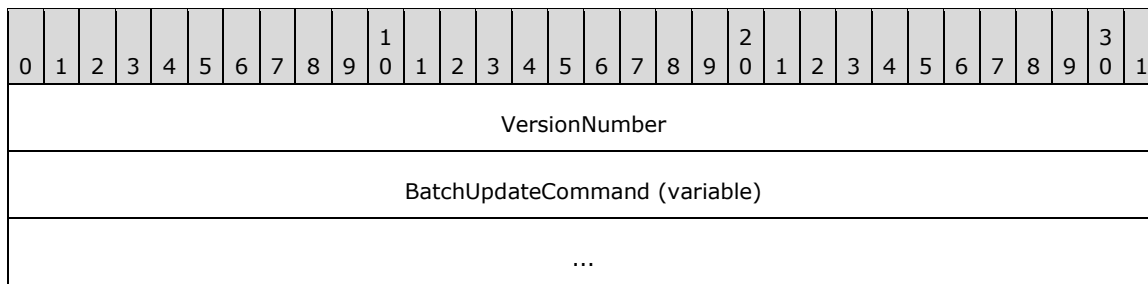 1 2 3
0 1 2 3 4 5 6 7 8 9 0 1 2 3 4 5 6 7 8 9 0 1 2 3 4 5 6 7 8 9 0 1
VersionNumber
BatchUpdateCommand (variable)
...